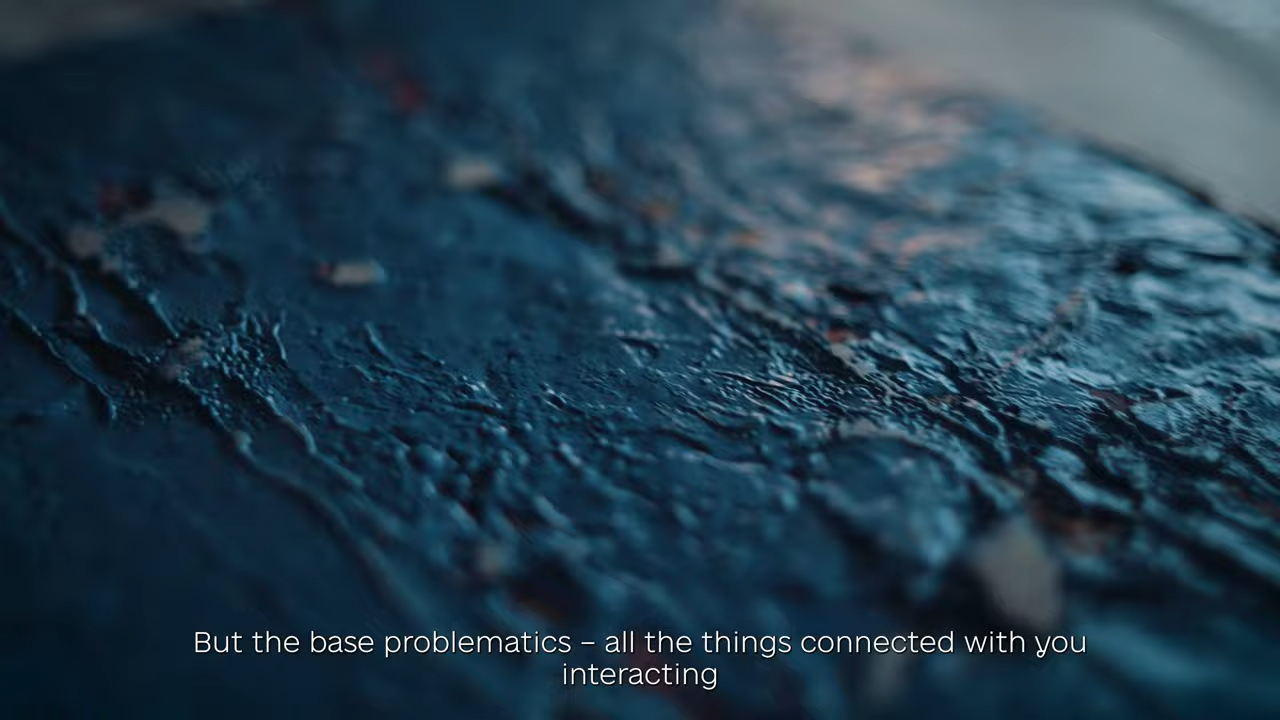 But the base problematics – all the things connected with you
interacting